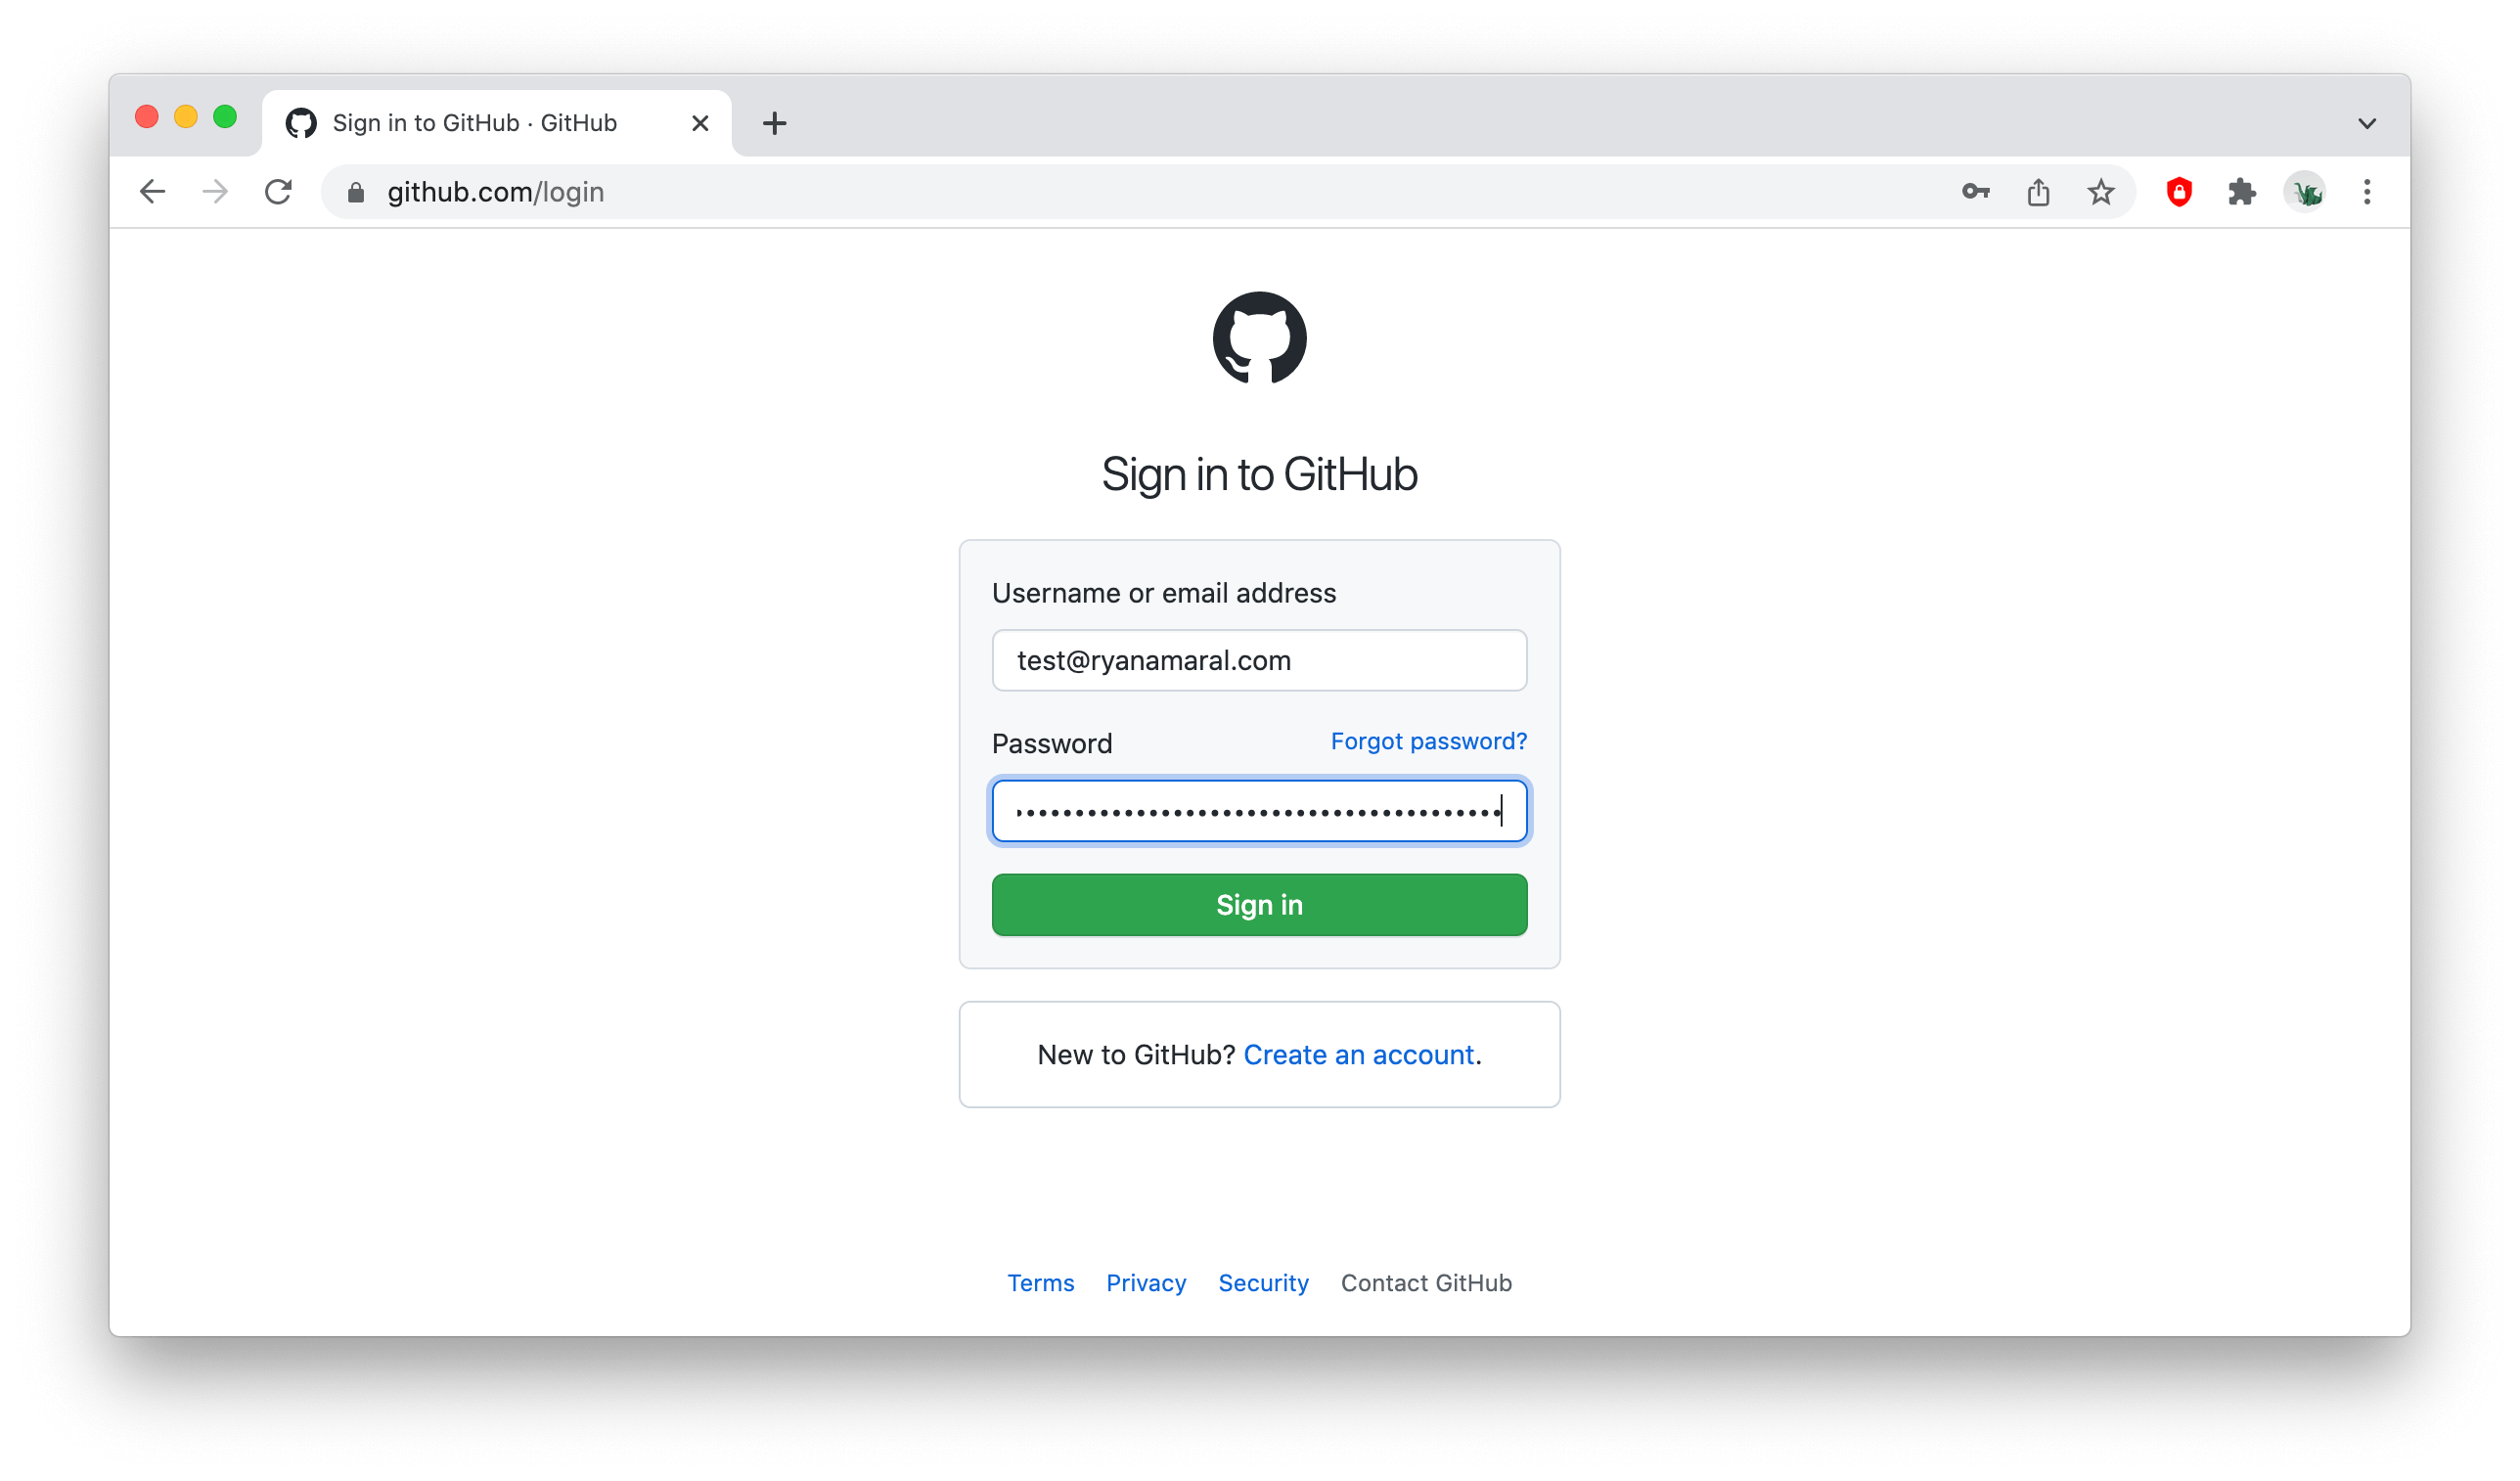 Sign in to GitHub · GitHub
github.com/login
Sign in to GitHub
Username or email address
test@ryanamaral.com
Password
Forgot password?
Sign in
New to GitHub? Create an account.
Terms Privacy Security Contact GitHub